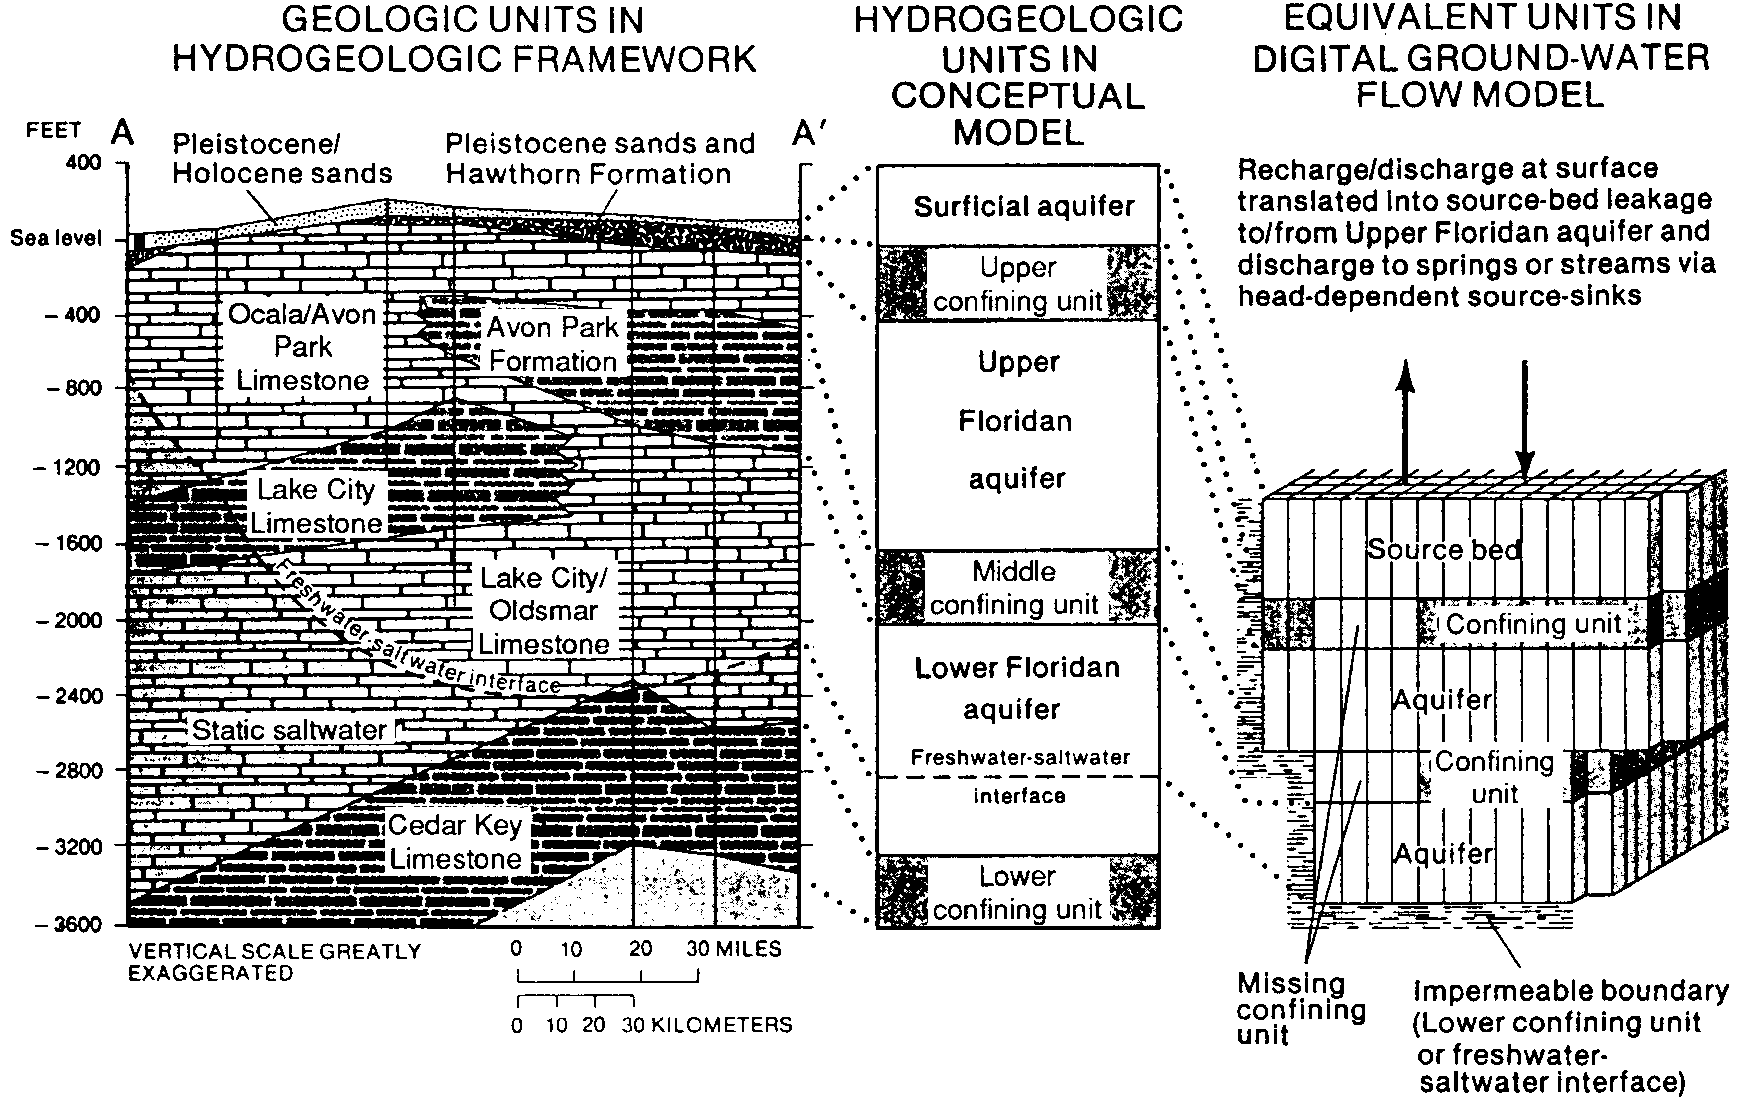 GEOLOGIC UNITS IN
HYDROGEOLOGIC FRAMEWORK
HYDROGEOLOGIC
UNITS IN
CONCEPTUAL
MODEL
EQUIVALENT UNITS IN
DIGITAL GROUND-WATER
FLOW MODEL
FEET
A
A'
Pleistocene/
Holocene sands
Pleistocene sands and
Hawthorn Formation
400
Sea level
-400
-800
-1200
-1600
-2000
-2400
-2800
-3200
-3600
Ocala/Avon
Park
Limestone
Avon Park
Formation
Lake City
Limestone
Lake City/
Oldsmar
Limestone
Freshwater-saltwater interface
Static saltwater
Cedar Key
Limestone
VERTICAL SCALE GREATLY
EXAGGERATED
0 10 20 30 MILES
0 10 20 30 KILOMETERS
Surficial aquifer
Upper
confining unit
Upper
Floridan
aquifer
Middle
confining unit
Lower Floridan
aquifer
Freshwater-saltwater
interface
Lower
confining unit
Recharge/discharge at surface
translated into source-bed leakage
to/from Upper Floridan aquifer and
discharge to springs or streams via
head-dependent source-sinks
Source bed
Confining unit
Aquifer
Confining
unit
Aquifer
Missing
confining
unit
Impermeable boundary
(Lower confining unit
or freshwater-
saltwater interface)